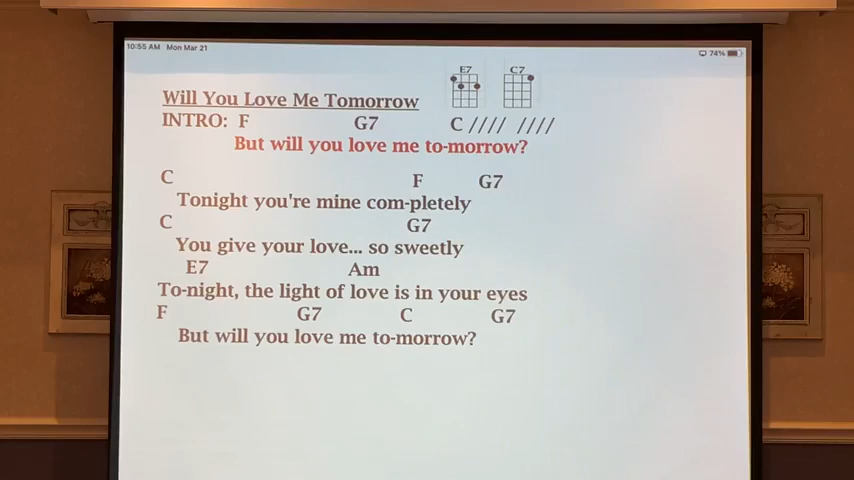 10:55 AM Mon Mar 21
74%
E7 C7
Will You Love Me Tomorrow
INTRO: F G7 C //// ////
But will you love me to-morrow?
C F G7
Tonight you're mine com-pletely
C G7
You give your love... so sweetly
E7 Am
To-night, the light of love is in your eyes
F G7 C G7
But will you love me to-morrow?